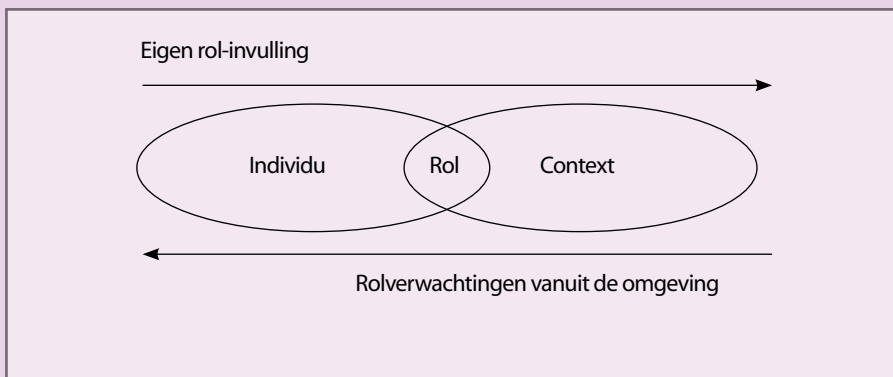 Eigen rol-invulling
Individu Rol Context
Rolverwachtingen vanuit de omgeving